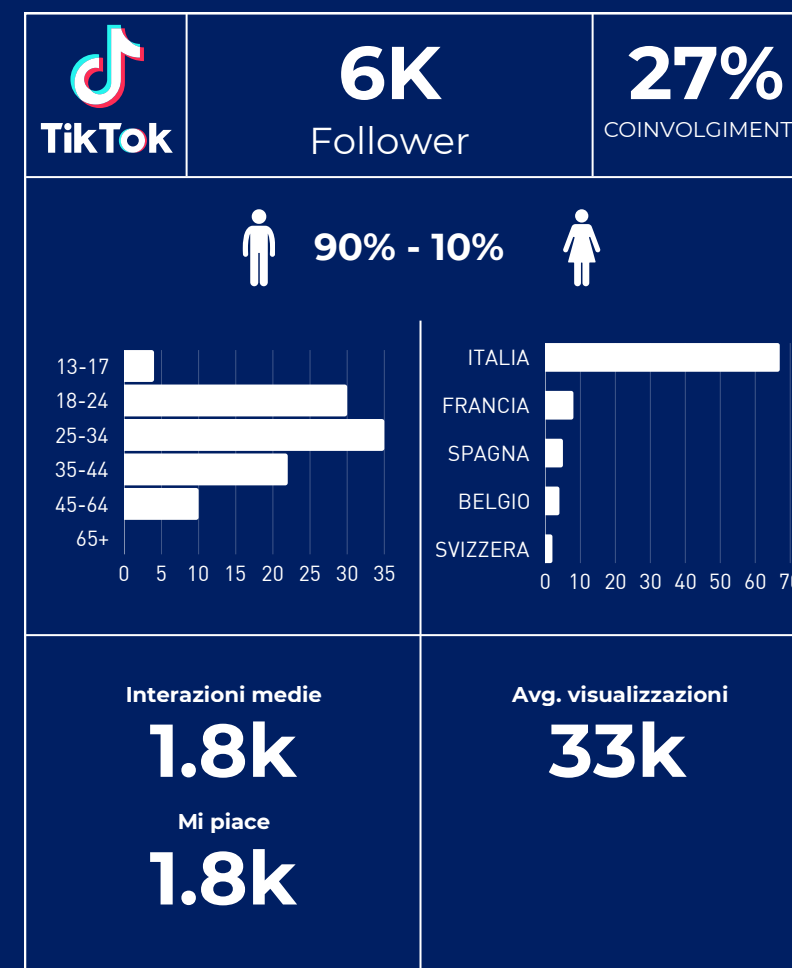 TikTok
6K
Follower
27%
COINVOLGIMENT
90% - 10%
13-17
18-24
25-34
35-44
45-64
65+
0 5 10 15 20 25 30 35
ITALIA
FRANCIA
SPAGNA
BELGIO
SVIZZERA
0 10 20 30 40 50 60 70
Interazioni medie
1.8k
Mi piace
1.8k
Avg. visualizzazioni
33k